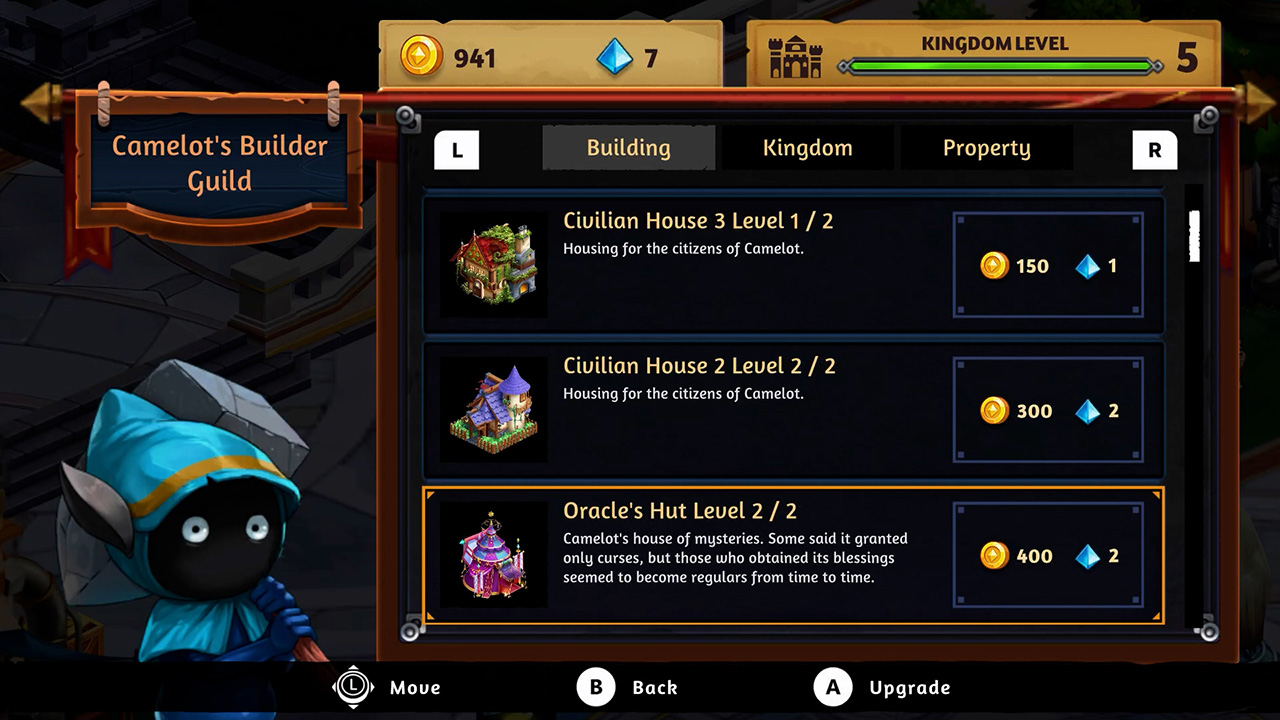 941
7
KINGDOM LEVEL
5
Camelot's Builder
Guild
L
Building
Kingdom
Property
R
Civilian House 3 Level 1 / 2
Housing for the citizens of Camelot.
150
1
Civilian House 2 Level 2 / 2
Housing for the citizens of Camelot.
300
2
Oracle's Hut Level 2 / 2
Camelot's house of mysteries. Some said it granted
only curses, but those who obtained its blessings
seemed to become regulars from time to time.
400
2
L Move
B Back
A Upgrade